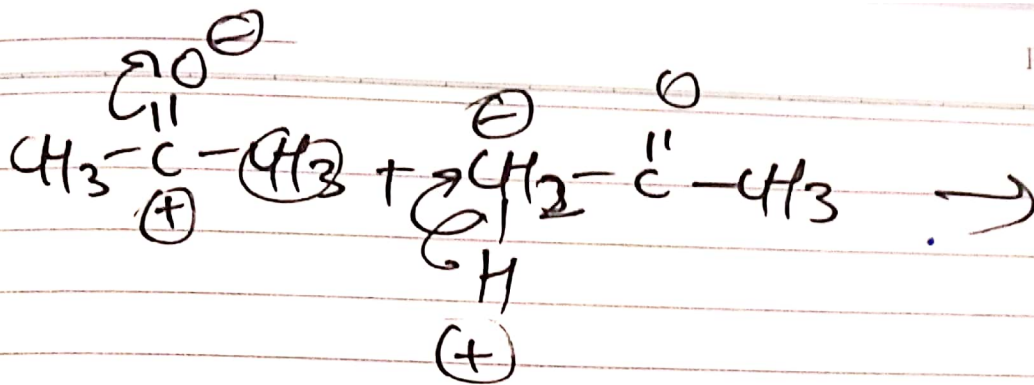 ⊖
O O
|| ⊖ ||
CH3-C-CH3 + CH2-C-CH3 →
⊕ |
H
⊕